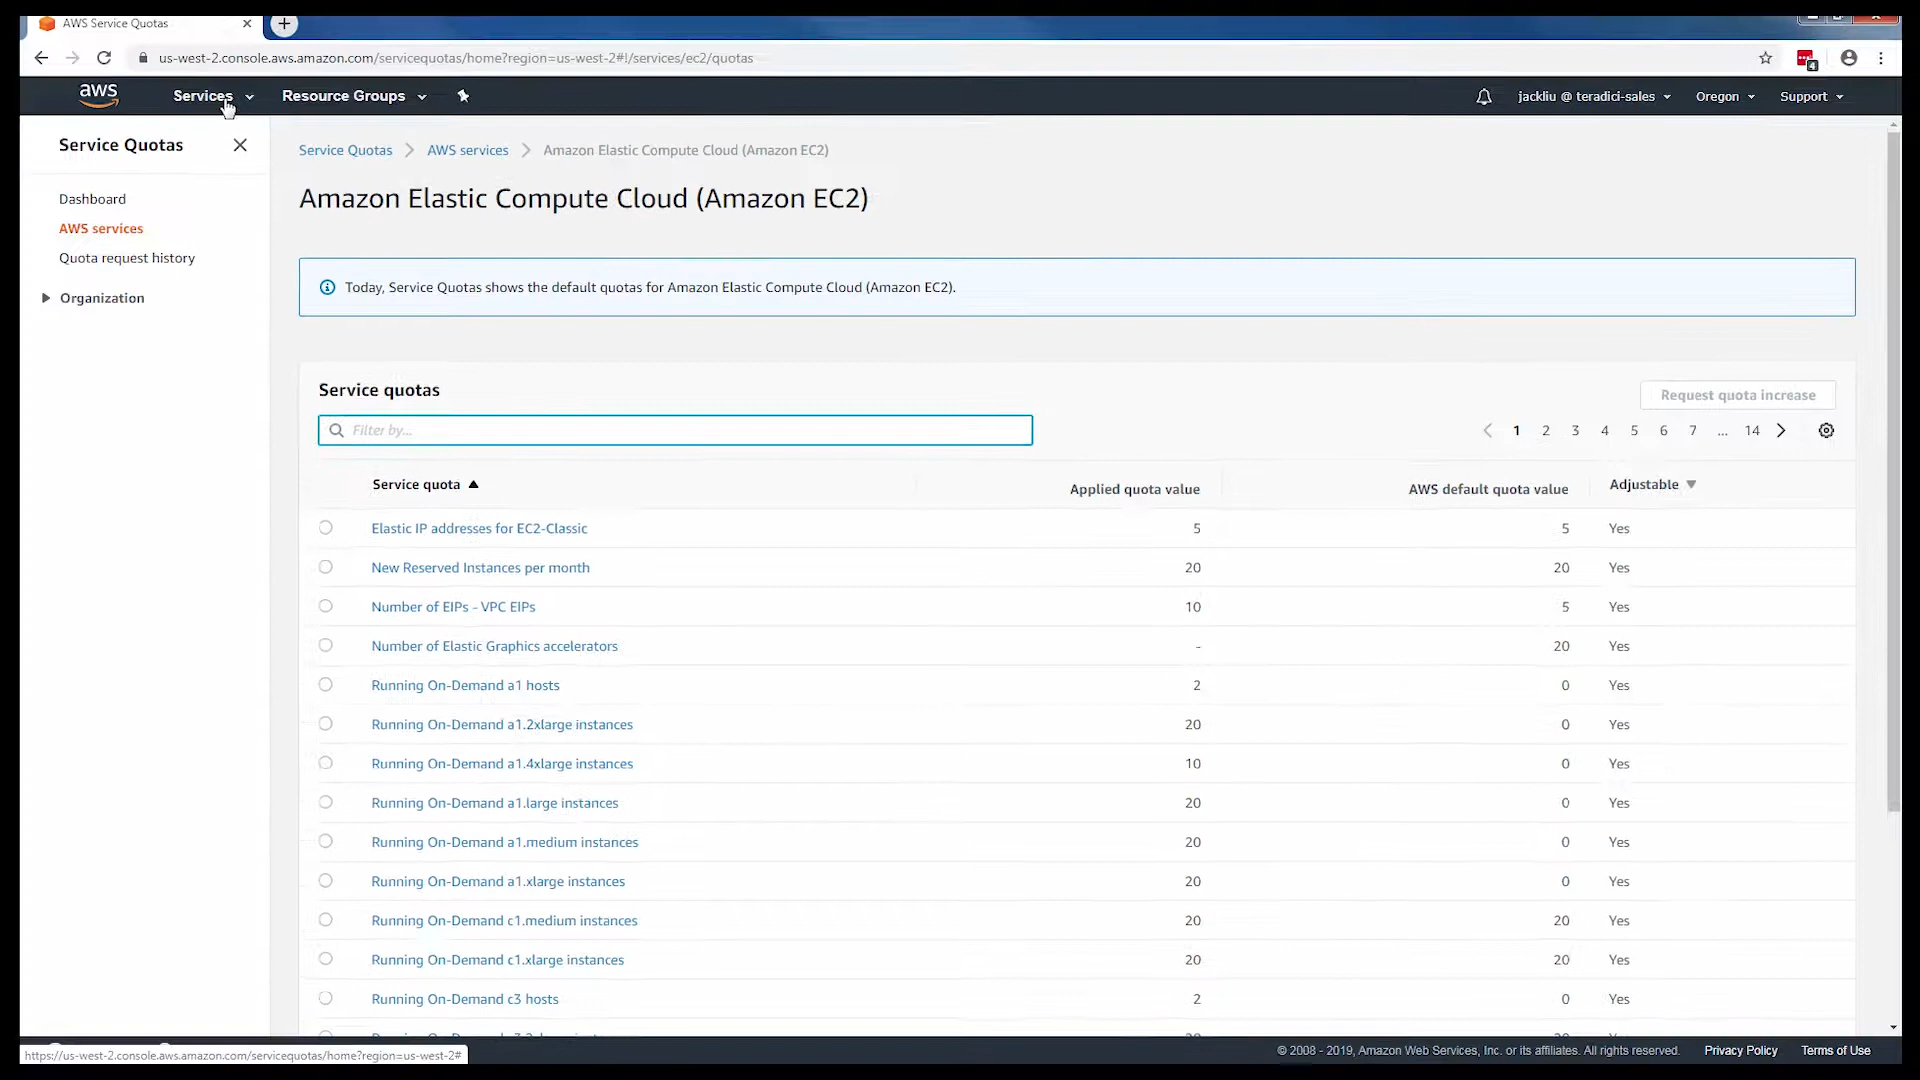 AWS Service Quotas
us-west-2.console.aws.amazon.com/servicequotas/home?region=us-west-2#!/services/ec2/quotas
4
aws Services Resource Groups jackliu @ teradici-sales Oregon Support
Service Quotas
Dashboard
AWS services
Quota request history
Organization
Service Quotas AWS services Amazon Elastic Compute Cloud (Amazon EC2)
Amazon Elastic Compute Cloud (Amazon EC2)
Today, Service Quotas shows the default quotas for Amazon Elastic Compute Cloud (Amazon EC2).
Service quotas
Request quota increase
Filter by...
1 2 3 4 5 6 7 ... 14
Service quota Applied quota value AWS default quota value Adjustable
Elastic IP addresses for EC2-Classic 5 5 Yes
New Reserved Instances per month 20 20 Yes
Number of EIPs - VPC EIPs 10 5 Yes
Number of Elastic Graphics accelerators - 20 Yes
Running On-Demand a1 hosts 2 0 Yes
Running On-Demand a1.2xlarge instances 20 0 Yes
Running On-Demand a1.4xlarge instances 10 0 Yes
Running On-Demand a1.large instances 20 0 Yes
Running On-Demand a1.medium instances 20 0 Yes
Running On-Demand a1.xlarge instances 20 0 Yes
Running On-Demand c1.medium instances 20 20 Yes
Running On-Demand c1.xlarge instances 20 20 Yes
Running On-Demand c3 hosts 2 0 Yes
https://us-west-2.console.aws.amazon.com/servicequotas/home?region=us-west-2#
© 2008 - 2019, Amazon Web Services, Inc. or its affiliates. All rights reserved. Privacy Policy Terms of Use